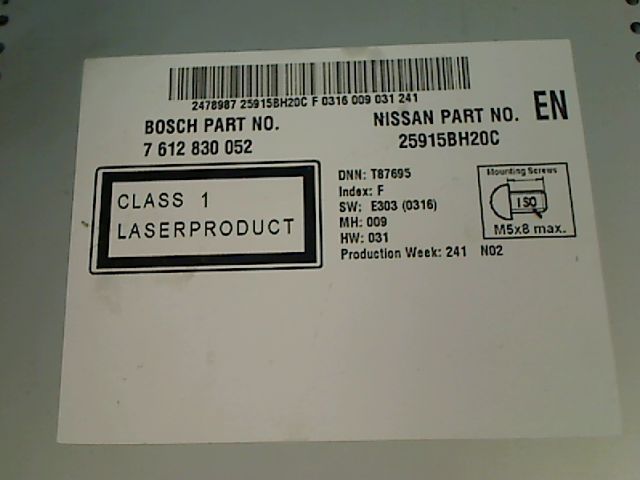 2478987 25915BH20C F 0316 009 031 241
BOSCH PART NO.
7 612 830 052
NISSAN PART NO.
25915BH20C
EN
CLASS 1
LASERPRODUCT
DNN: T87695
Index: F
SW: E303 (0316)
MH: 009
HW: 031
Production Week: 241 N02
Mounting Screws
ISO
M5x8 max.